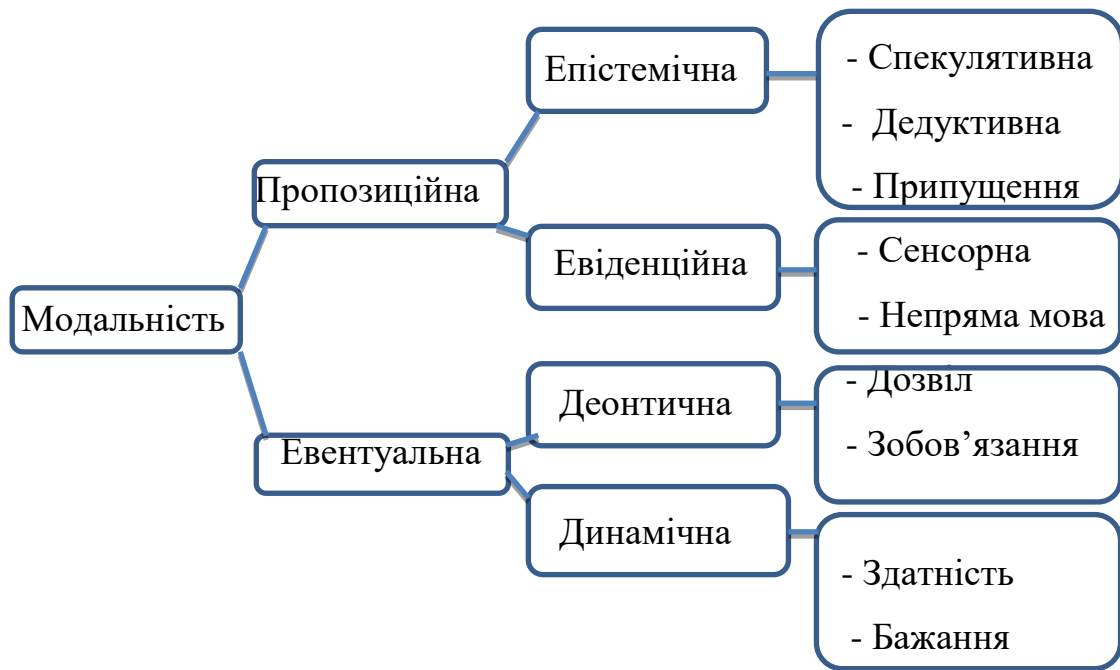 Модальність
Пропозиційна
Епістемічна
- Спекулятивна
- Дедуктивна
- Припущення
Евіденційна
- Сенсорна
- Непряма мова
Евентуальна
Деонтична
- Дозвіл
- Зобов’язання
Динамічна
- Здатність
- Бажання